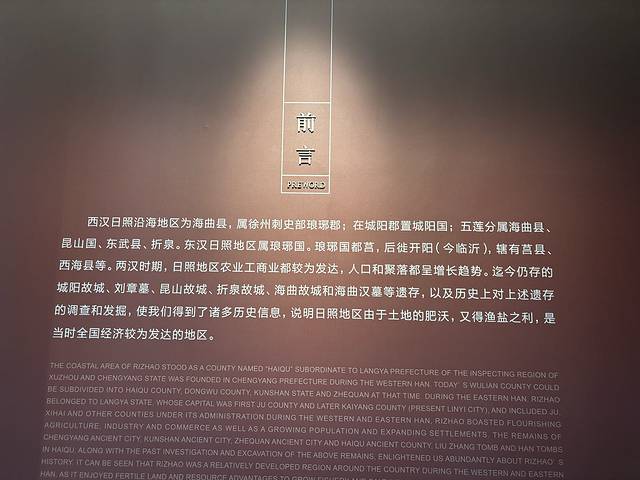 前
言
PREWORD
西汉日照沿海地区为海曲县，属徐州刺史部琅琊郡；在城阳郡置城阳国；五莲分属海曲县、
昆山国、东武县、折泉。东汉日照地区属琅琊国。琅琊国都莒，后徙开阳（今临沂），辖有莒县、
西海县等。两汉时期，日照地区农业工商业都较为发达，人口和聚落都呈增长趋势。迄今仍存的
城阳故城、刘章墓、昆山故城、折泉故城、海曲故城和海曲汉墓等遗存，以及历史上对上述遗存
的调查和发掘，使我们得到了诸多历史信息，说明日照地区由于土地的肥沃，又得渔盐之利，是
当时全国经济较为发达的地区。
THE COASTAL AREA OF RIZHAO STOOD AS A COUNTY NAMED "HAIQU" SUBORDINATE TO LANGYA PREFECTURE OF THE INSPECTING REGION OF
XUZHOU AND CHENGYANG STATE WAS FOUNDED IN CHENGYANG PREFECTURE DURING THE WESTERN HAN. TODAY' S WULIAN COUNTY COULD
BE SUBDIVIDED INTO HAIQU COUNTY, DONGWU COUNTY, KUNSHAN STATE AND ZHEQUAN AT THAT TIME. DURING THE EASTERN HAN, RIZHAO
BELONGED TO LANGYA STATE, WHOSE CAPITAL WAS FIRST JU COUNTY AND LATER KAIYANG COUNTY (PRESENT LINYI CITY), AND INCLUDED JU,
XIHAI AND OTHER COUNTIES UNDER ITS ADMINISTRATION. DURING THE WESTERN AND EASTERN HAN, RIZHAO BOASTED FLOURISHING
AGRICULTURE, INDUSTRY AND COMMERCE AS WELL AS A GROWING POPULATION AND EXPANDING SETTLEMENTS. THE REMAINS OF
CHENGYANG ANCIENT CITY, KUNSHAN ANCIENT CITY, ZHEQUAN ANCIENT CITY AND HAIQU ANCIENT COUNTY, LIU ZHANG TOMB AND HAN TOMBS
IN HAIQU, ALONG WITH THE PAST INVESTIGATION AND EXCAVATION OF THE ABOVE REMAINS, ENLIGHTENED US ABUNDANTLY ABOUT RIZHAO' S
HISTORY. IT CAN BE SEEN THAT RIZHAO WAS A RELATIVELY DEVELOPED REGION AROUND THE COUNTRY DURING THE WESTERN AND EASTERN
HAN, AS IT ENJOYED FERTILE LAND AND RESOURCE ADVANTAGES TO GROW